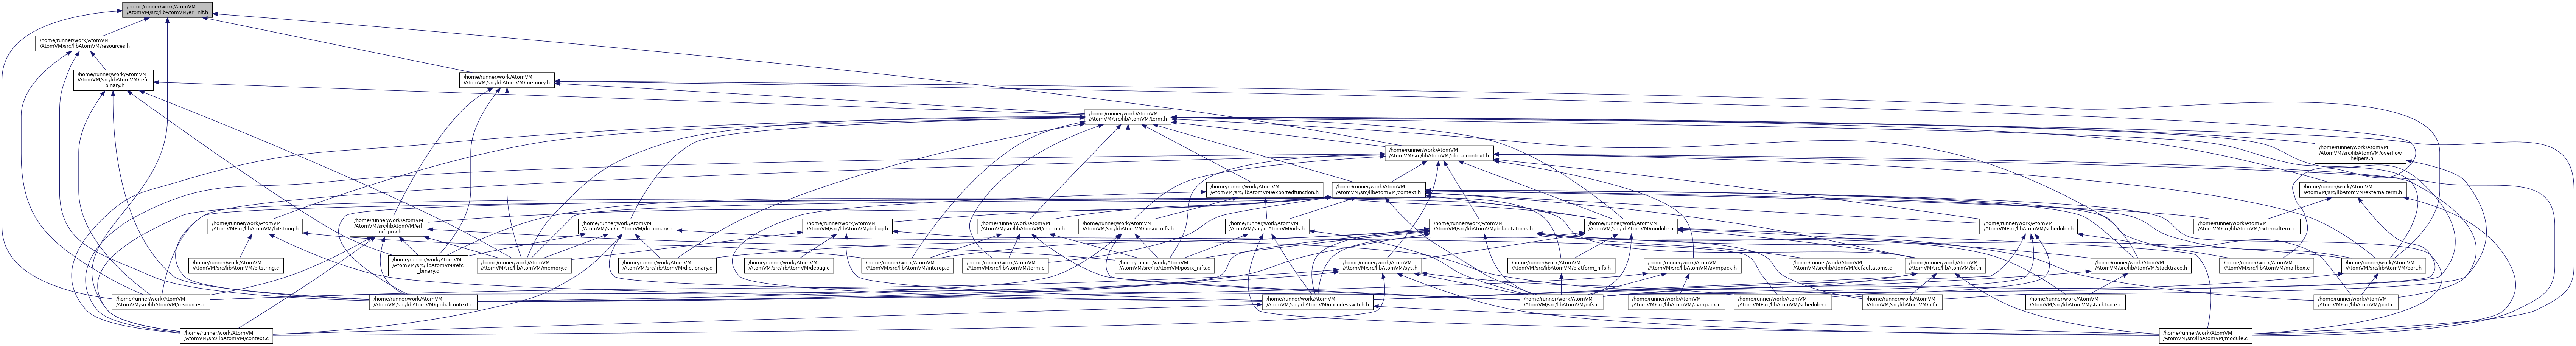 /home/runner/work/AtomVM
/AtomVM/src/libAtomVM/erl_nif.h
/home/runner/work/AtomVM
/AtomVM/src/libAtomVM/resources.h
/home/runner/work/AtomVM
/AtomVM/src/libAtomVM/refc
_binary.h
/home/runner/work/AtomVM
/AtomVM/src/libAtomVM/memory.h
/home/runner/work/AtomVM
/AtomVM/src/libAtomVM/term.h
/home/runner/work/AtomVM
/AtomVM/src/libAtomVM/globalcontext.h
/home/runner/work/AtomVM
/AtomVM/src/libAtomVM/overflow
_helpers.h
/home/runner/work/AtomVM
/AtomVM/src/libAtomVM/exportedfunction.h
/home/runner/work/AtomVM
/AtomVM/src/libAtomVM/context.h
/home/runner/work/AtomVM
/AtomVM/src/libAtomVM/externalterm.h
/home/runner/work/AtomVM
/AtomVM/src/libAtomVM/bitstring.h
/home/runner/work/AtomVM
/AtomVM/src/libAtomVM/erl
_nif_priv.h
/home/runner/work/AtomVM
/AtomVM/src/libAtomVM/dictionary.h
/home/runner/work/AtomVM
/AtomVM/src/libAtomVM/debug.h
/home/runner/work/AtomVM
/AtomVM/src/libAtomVM/interop.h
/home/runner/work/AtomVM
/AtomVM/src/libAtomVM/posix_nifs.h
/home/runner/work/AtomVM
/AtomVM/src/libAtomVM/nifs.h
/home/runner/work/AtomVM
/AtomVM/src/libAtomVM/defaultatoms.h
/home/runner/work/AtomVM
/AtomVM/src/libAtomVM/module.h
/home/runner/work/AtomVM
/AtomVM/src/libAtomVM/scheduler.h
/home/runner/work/AtomVM
/AtomVM/src/libAtomVM/externalterm.c
/home/runner/work/AtomVM
/AtomVM/src/libAtomVM/bitstring.c
/home/runner/work/AtomVM
/AtomVM/src/libAtomVM/refc
_binary.c
/home/runner/work/AtomVM
/AtomVM/src/libAtomVM/memory.c
/home/runner/work/AtomVM
/AtomVM/src/libAtomVM/dictionary.c
/home/runner/work/AtomVM
/AtomVM/src/libAtomVM/debug.c
/home/runner/work/AtomVM
/AtomVM/src/libAtomVM/interop.c
/home/runner/work/AtomVM
/AtomVM/src/libAtomVM/term.c
/home/runner/work/AtomVM
/AtomVM/src/libAtomVM/posix_nifs.c
/home/runner/work/AtomVM
/AtomVM/src/libAtomVM/sys.h
/home/runner/work/AtomVM
/AtomVM/src/libAtomVM/platform_nifs.h
/home/runner/work/AtomVM
/AtomVM/src/libAtomVM/avmpack.h
/home/runner/work/AtomVM
/AtomVM/src/libAtomVM/defaultatoms.c
/home/runner/work/AtomVM
/AtomVM/src/libAtomVM/bif.h
/home/runner/work/AtomVM
/AtomVM/src/libAtomVM/stacktrace.h
/home/runner/work/AtomVM
/AtomVM/src/libAtomVM/mailbox.c
/home/runner/work/AtomVM
/AtomVM/src/libAtomVM/port.h
/home/runner/work/AtomVM
/AtomVM/src/libAtomVM/resources.c
/home/runner/work/AtomVM
/AtomVM/src/libAtomVM/globalcontext.c
/home/runner/work/AtomVM
/AtomVM/src/libAtomVM/opcodesswitch.h
/home/runner/work/AtomVM
/AtomVM/src/libAtomVM/nifs.c
/home/runner/work/AtomVM
/AtomVM/src/libAtomVM/avmpack.c
/home/runner/work/AtomVM
/AtomVM/src/libAtomVM/scheduler.c
/home/runner/work/AtomVM
/AtomVM/src/libAtomVM/bif.c
/home/runner/work/AtomVM
/AtomVM/src/libAtomVM/stacktrace.c
/home/runner/work/AtomVM
/AtomVM/src/libAtomVM/port.c
/home/runner/work/AtomVM
/AtomVM/src/libAtomVM/context.c
/home/runner/work/AtomVM
/AtomVM/src/libAtomVM/module.c